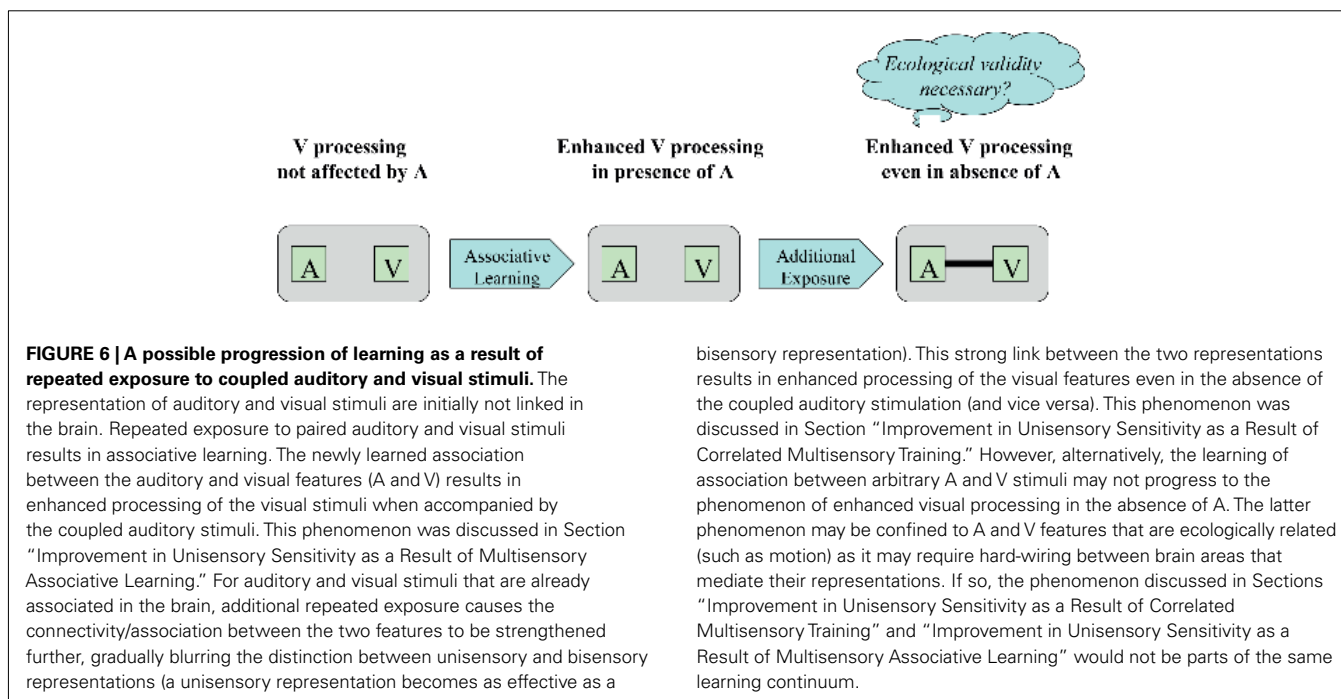 Ecological validity
necessary?
V processing
not affected by A
Enhanced V processing
in presence of A
Enhanced V processing
even in absence of A
A
V
Associative
Learning
A
V
Additional
Exposure
A
V
FIGURE 6 | A possible progression of learning as a result of
repeated exposure to coupled auditory and visual stimuli. The
representation of auditory and visual stimuli are initially not linked in
the brain. Repeated exposure to paired auditory and visual stimuli
results in associative learning. The newly learned association
between the auditory and visual features (A and V) results in
enhanced processing of the visual stimuli when accompanied by
the coupled auditory stimuli. This phenomenon was discussed in Section
“Improvement in Unisensory Sensitivity as a Result of Multisensory
Associative Learning.” For auditory and visual stimuli that are already
associated in the brain, additional repeated exposure causes the
connectivity/association between the two features to be strengthened
further, gradually blurring the distinction between unisensory and bisensory
representations (a unisensory representation becomes as effective as a
bisensory representation). This strong link between the two representations
results in enhanced processing of the visual features even in the absence of
the coupled auditory stimulation (and vice versa). This phenomenon was
discussed in Section “Improvement in Unisensory Sensitivity as a Result of
Correlated Multisensory Training.” However, alternatively, the learning of
association between arbitrary A and V stimuli may not progress to the
phenomenon of enhanced visual processing in the absence of A. The latter
phenomenon may be confined to A and V features that are ecologically related
(such as motion) as it may require hard-wiring between brain areas that
mediate their representations. If so, the phenomenon discussed in Sections
“Improvement in Unisensory Sensitivity as a Result of Correlated
Multisensory Training” and “Improvement in Unisensory Sensitivity as a
Result of Multisensory Associative Learning” would not be parts of the same
learning continuum.